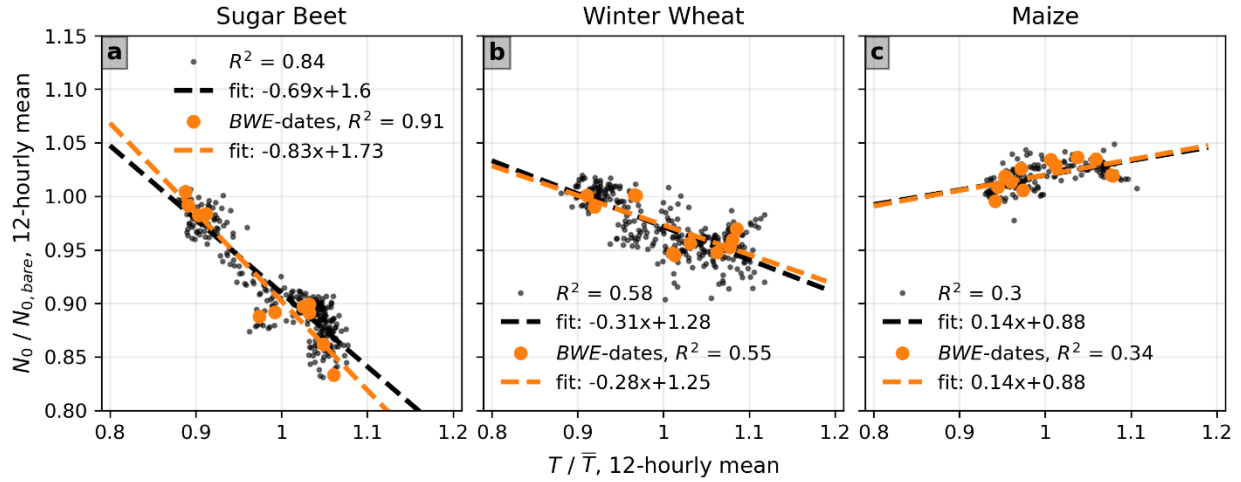 Sugar Beet
Winter Wheat
Maize
N₀ / N₀,bare, 12-hourly mean
1.15
1.10
1.05
1.00
0.95
0.90
0.85
0.80
a
R² = 0.84
fit: -0.69x+1.6
BWE-dates, R² = 0.91
fit: -0.83x+1.73
0.8 0.9 1 1.1 1.2
b
R² = 0.58
fit: -0.31x+1.28
BWE-dates, R² = 0.55
fit: -0.28x+1.25
0.8 0.9 1 1.1 1.2
c
R² = 0.3
fit: 0.14x+0.88
BWE-dates, R² = 0.34
fit: 0.14x+0.88
0.8 0.9 1 1.1 1.2
T / T̅, 12-hourly mean